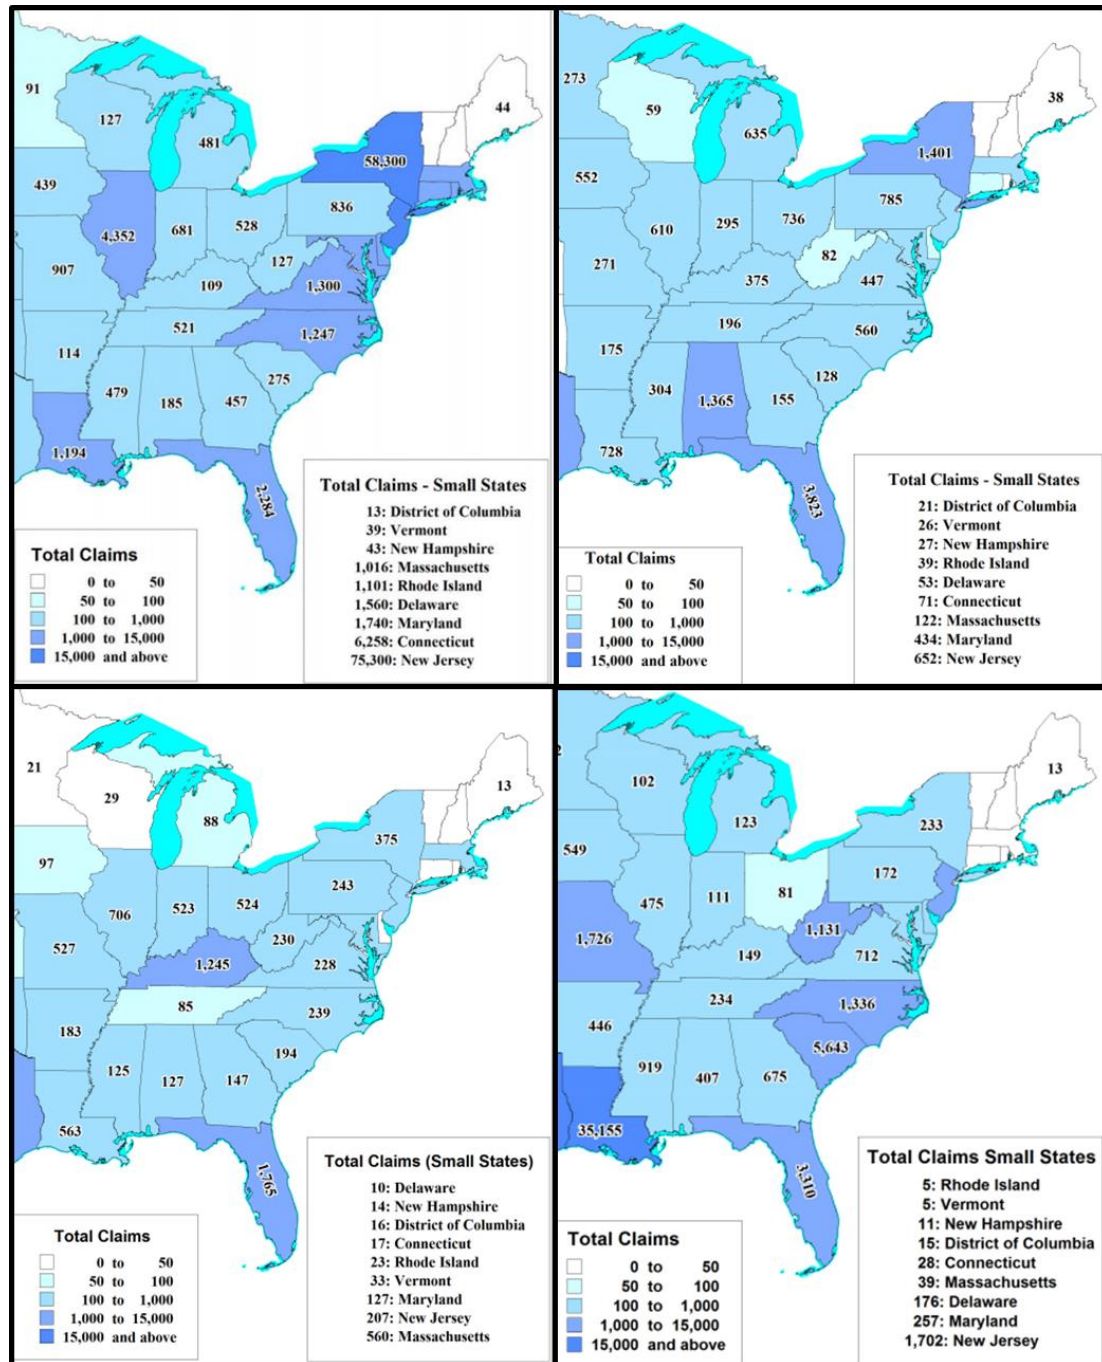 91
127
481
44
58,300
439
4,352
681
528
836
127
907
109
1,300
521
1,247
114
479
185
457
275
1,194
2,284
Total Claims - Small States
13: District of Columbia
39: Vermont
43: New Hampshire
1,016: Massachusetts
1,101: Rhode Island
1,560: Delaware
1,740: Maryland
6,258: Connecticut
75,300: New Jersey
Total Claims
0 to 50
50 to 100
100 to 1,000
1,000 to 15,000
15,000 and above
273
59
635
38
1,401
552
610
295
736
785
82
271
375
447
196
560
175
304
1,365
155
128
728
3,823
Total Claims - Small States
21: District of Columbia
26: Vermont
27: New Hampshire
39: Rhode Island
53: Delaware
71: Connecticut
122: Massachusetts
434: Maryland
652: New Jersey
Total Claims
0 to 50
50 to 100
100 to 1,000
1,000 to 15,000
15,000 and above
21
29
88
13
375
97
706
523
524
243
230
527
1,245
228
85
239
183
125
127
147
194
563
1,765
Total Claims (Small States)
10: Delaware
14: New Hampshire
16: District of Columbia
17: Connecticut
23: Rhode Island
33: Vermont
127: Maryland
207: New Jersey
560: Massachusetts
Total Claims
0 to 50
50 to 100
100 to 1,000
1,000 to 15,000
15,000 and above
2
102
123
13
233
549
475
111
81
172
1,131
1,726
149
712
234
1,336
446
919
407
675
5,643
35,155
3,310
Total Claims Small States
5: Rhode Island
5: Vermont
11: New Hampshire
15: District of Columbia
28: Connecticut
39: Massachusetts
176: Delaware
257: Maryland
1,702: New Jersey
Total Claims
0 to 50
50 to 100
100 to 1,000
1,000 to 15,000
15,000 and above